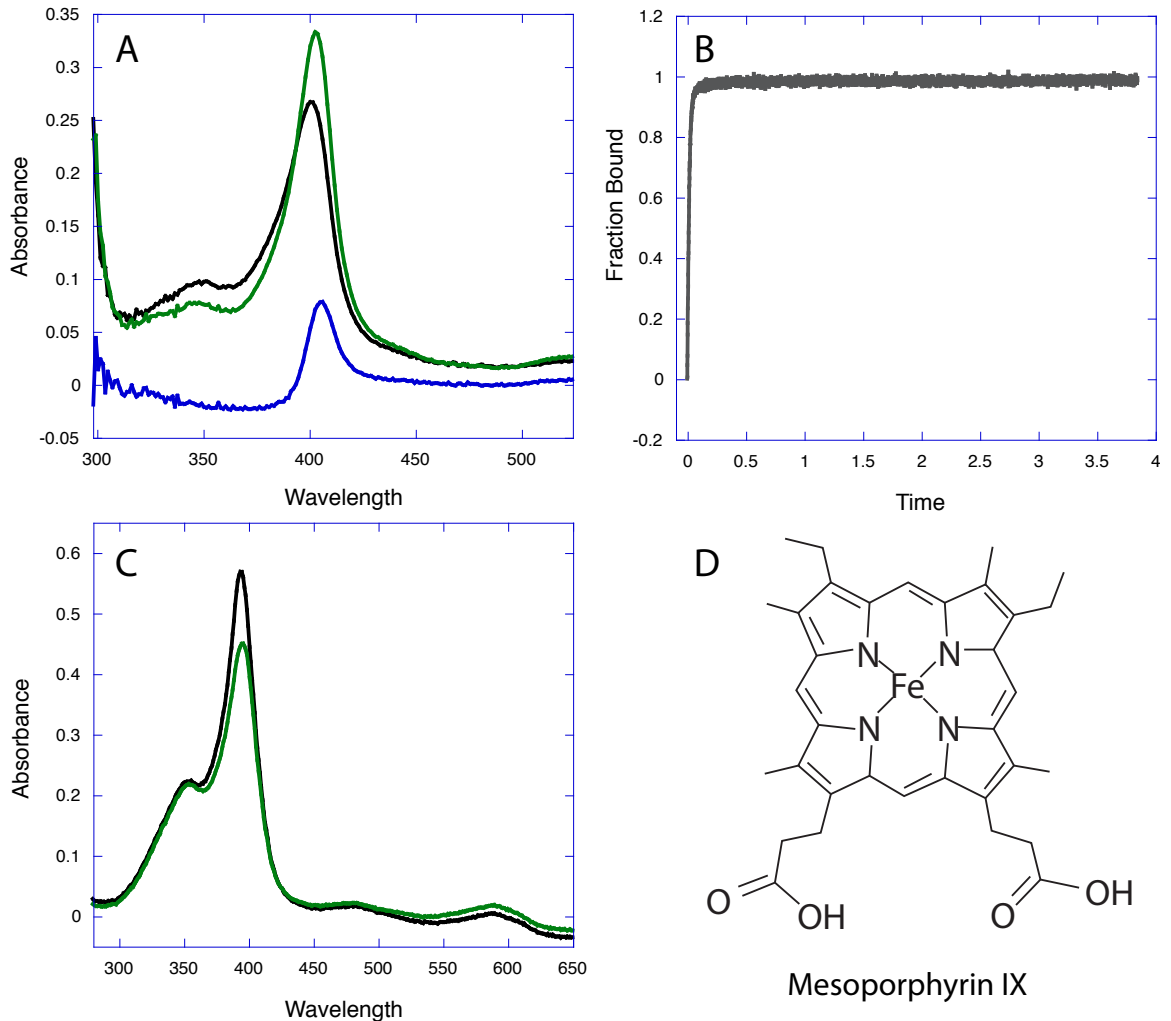 A
0.35
0.3
0.25
0.2
0.15
0.1
0.05
0
-0.05
Absorbance
300 350 400 450 500
Wavelength
B
1.2
1
0.8
0.6
0.4
0.2
0
-0.2
Fraction Bound
0 0.5 1 1.5 2 2.5 3 3.5 4
Time
C
0.6
0.5
0.4
0.3
0.2
0.1
0
Absorbance
300 350 400 450 500 550 600 650
Wavelength
D
N N
Fe
N N
O OH O OH
Mesoporphyrin IX